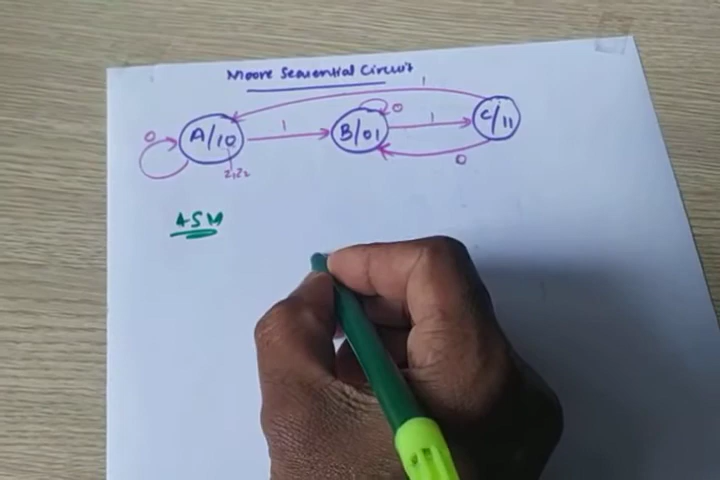 Moore Sequential Circuit
1
0 A/10 1 B/01 0 1 C/11
0
Z1Z2
ASM